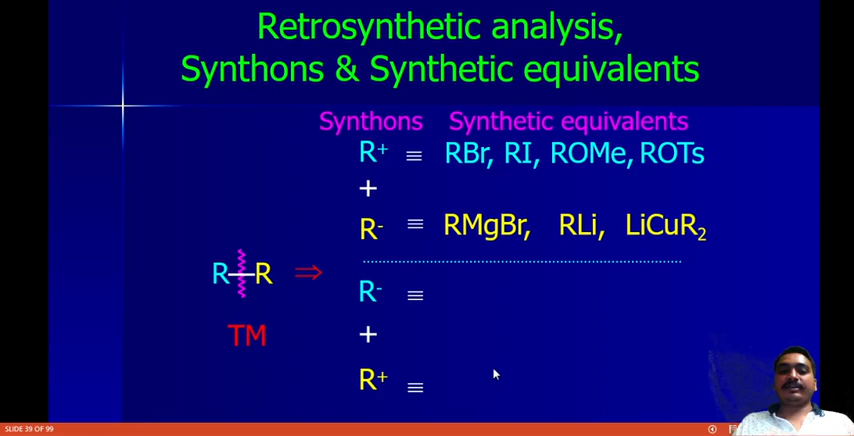 Retrosynthetic analysis,
Synthons & Synthetic equivalents
Synthons Synthetic equivalents
R⁺ ≡ RBr, RI, ROMe, ROTs
+
R⁻ ≡ RMgBr, RLi, LiCuR₂
R—R ⇒
R⁻ ≡
TM
+
R⁺ ≡
SLIDE 39 OF 99